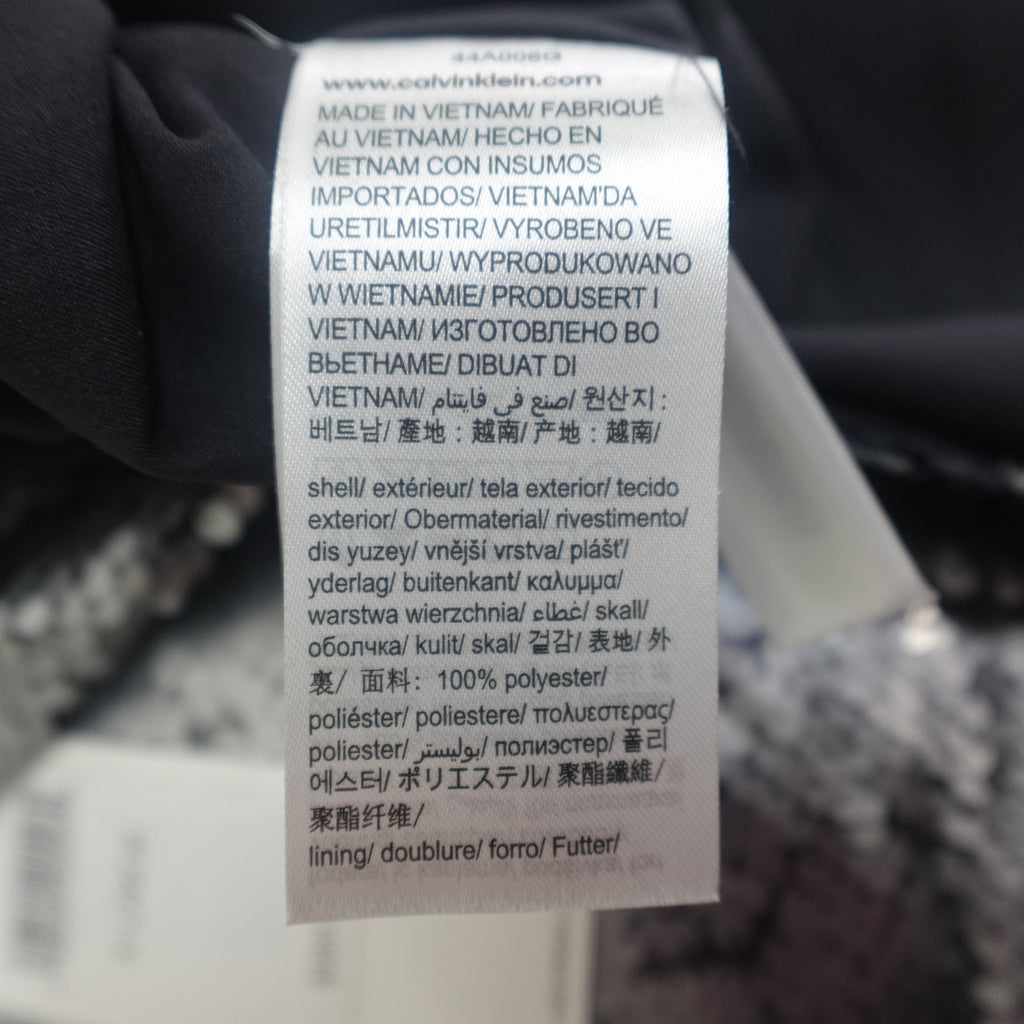 44A008G
www.calvinklein.com
MADE IN VIETNAM/ FABRIQUÉ
AU VIETNAM/ HECHO EN
VIETNAM CON INSUMOS
IMPORTADOS/ VIETNAM'DA
URETILMISTIR/ VYROBENO VE
VIETNAMU/ WYPRODUKOWANO
W WIETNAMIE/ PRODUSERT I
VIETNAM/ ИЗГОТОВЛЕНО ВО
ВЬЕТНАМЕ/ DIBUAT DI
VIETNAM/ صنع في فايتنام/ 원산지 :
베트남/ 產地 : 越南/ 产地 : 越南/
shell/ extérieur/ tela exterior/ tecido
exterior/ Obermaterial/ rivestimento/
dis yuzey/ vnější vrstva/ plášť/
yderlag/ buitenkant/ καλυμμα/
warstwa wierzchnia/ غطاء/ skall/
оболчка/ kulit/ skal/ 겉감/ 表地/ 外
裏/ 面料: 100% polyester/
poliéster/ poliestere/ πολυεστερας/
poliester/ بوليستر/ полиэстер/ 폴리
에스터/ ポリエステル/ 聚酯纖維/
聚酯纤维/
lining/ doublure/ forro/ Futter/